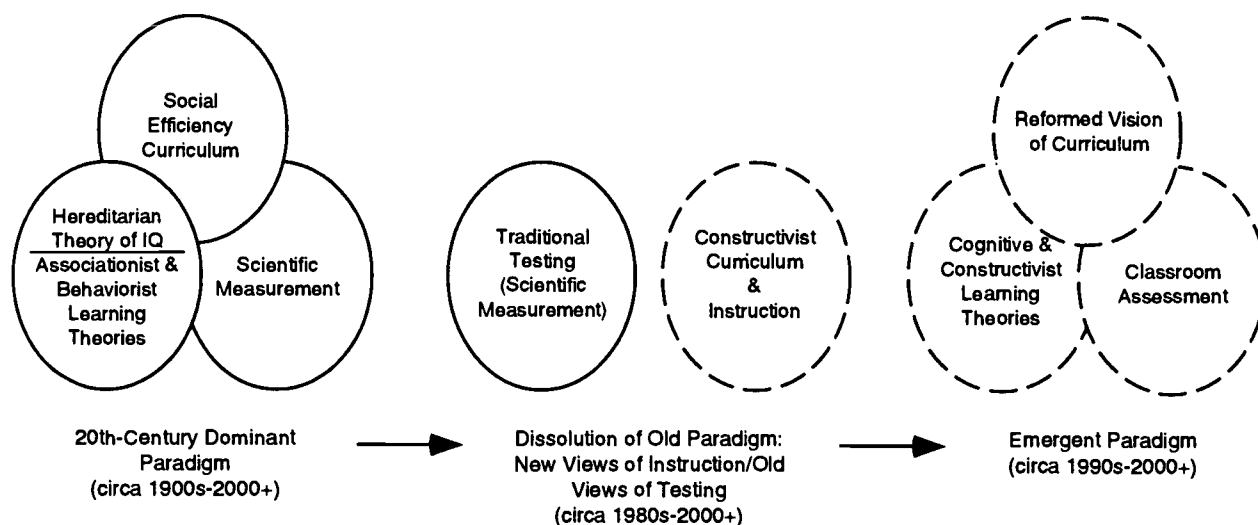 Social
Efficiency
Curriculum
Hereditarian
Theory of IQ
Associationist &
Behaviorist
Learning
Theories
Scientific
Measurement
20th-Century Dominant
Paradigm
(circa 1900s-2000+)
Traditional
Testing
(Scientific
Measurement)
Constructivist
Curriculum
&
Instruction
Dissolution of Old Paradigm:
New Views of Instruction/Old
Views of Testing
(circa 1980s-2000+)
Reformed Vision
of Curriculum
Cognitive &
Constructivist
Learning
Theories
Classroom
Assessment
Emergent Paradigm
(circa 1990s-2000+)